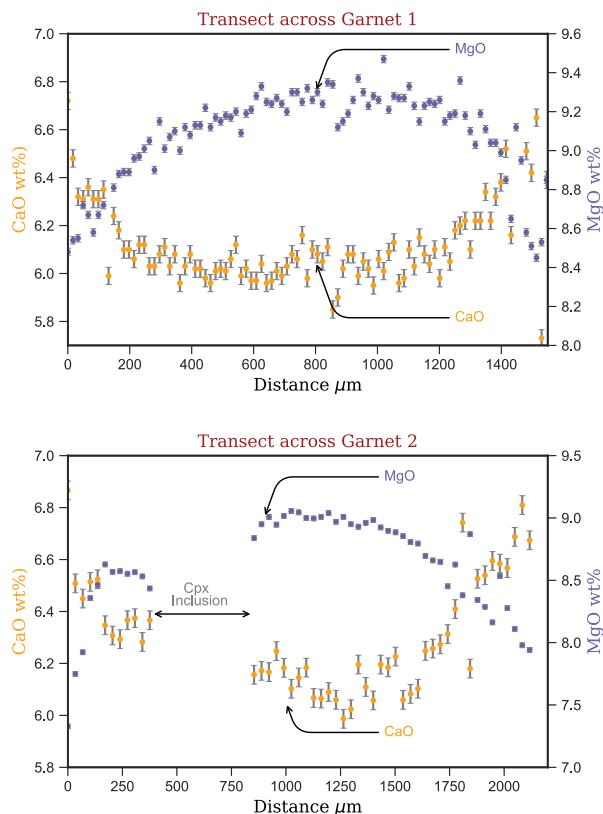 Transect across Garnet 1
7.0
6.8
6.6
6.4
6.2
6.0
5.8
CaO wt%)
9.6
9.4
9.2
9.0
8.8
8.6
8.4
8.2
8.0
MgO wt%)
MgO
CaO
0 200 400 600 800 1000 1200 1400
Distance μm
Transect across Garnet 2
7.0
6.8
6.6
6.4
6.2
6.0
5.8
CaO wt%)
9.5
9.0
8.5
8.0
7.5
7.0
MgO wt%)
MgO
Cpx
Inclusion
CaO
0 250 500 750 1000 1250 1500 1750 2000
Distance μm